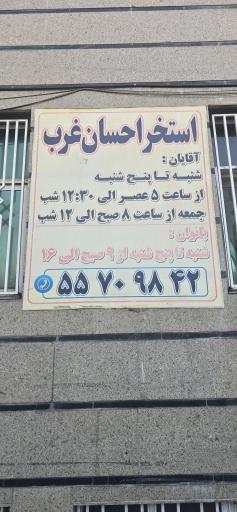 استخر احسان غرب
آقایان :
شنبه تا پنج شنبه
از ساعت ۵ عصر الی ۱۲:۳۰ شب
جمعه از ساعت ۸ صبح الی ۱۲ شب
بانوان :
شنبه تا پنج شنبه از ۹ صبح الی ۱۶
۵۵ ۷۰ ۹۸ ۴۲